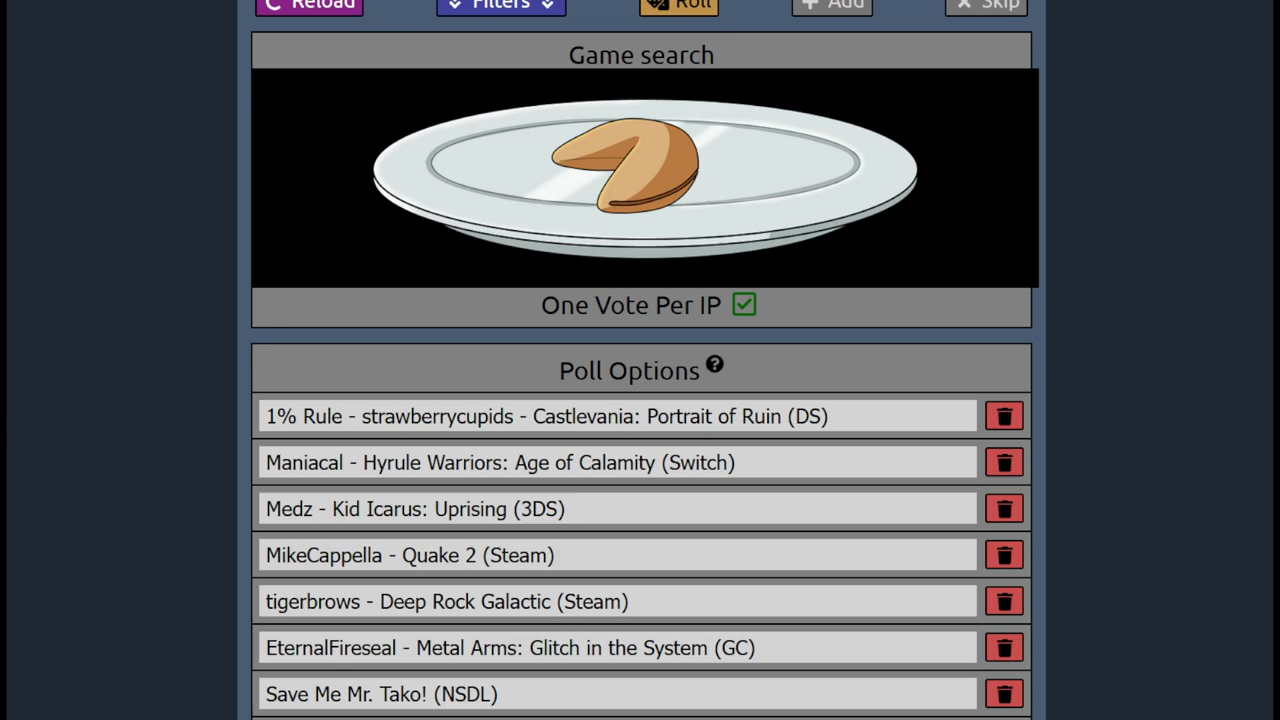 Reload
Filters
Roll
Add
Skip
Game search
One Vote Per IP
Poll Options ?
1% Rule - strawberrycupids - Castlevania: Portrait of Ruin (DS)
Maniacal - Hyrule Warriors: Age of Calamity (Switch)
Medz - Kid Icarus: Uprising (3DS)
MikeCappella - Quake 2 (Steam)
tigerbrows - Deep Rock Galactic (Steam)
EternalFireseal - Metal Arms: Glitch in the System (GC)
Save Me Mr. Tako! (NSDL)